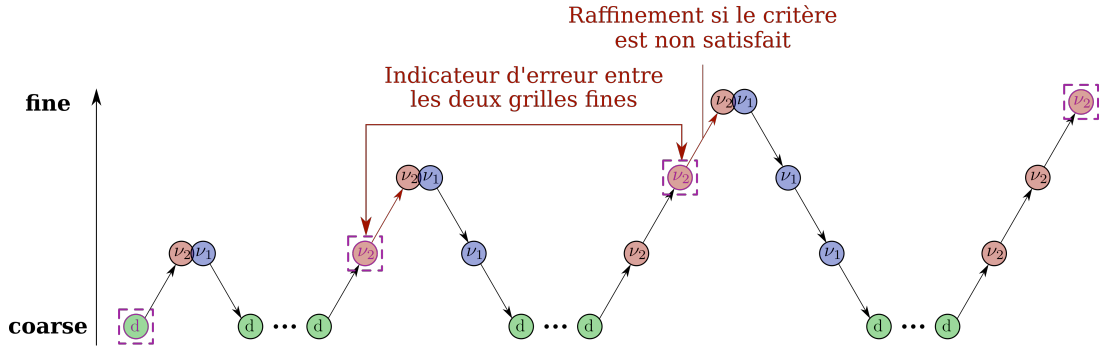 Raffinement si le critère
est non satisfait
Indicateur d'erreur entre
les deux grilles fines
fine
ν₂ ν₁ ν₂
ν₂ ν₁ ν₂ ν₁ ν₂
ν₂ ν₁ ν₂ ν₁ ν₂ ν₁ ν₂
coarse d d ... d d ... d d ... d